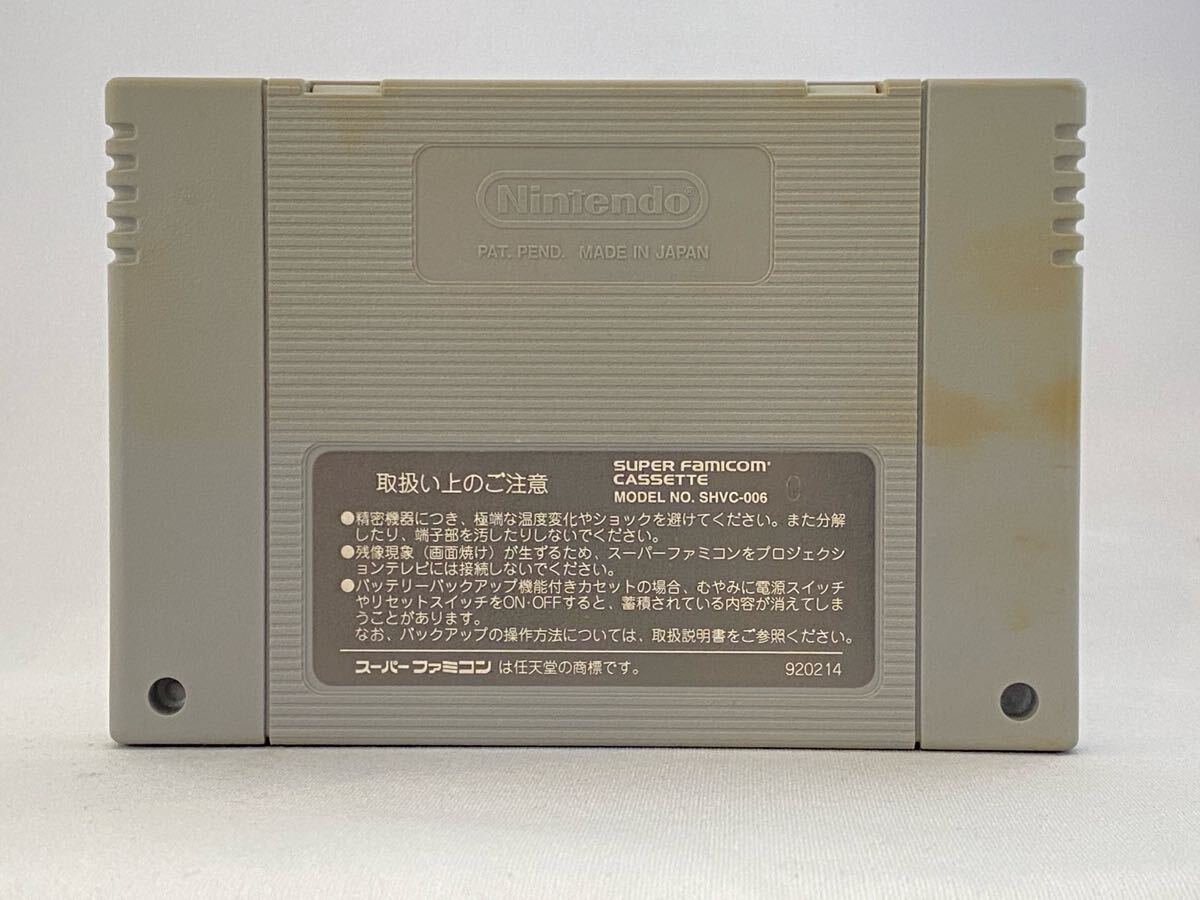 Nintendo®
PAT. PEND. MADE IN JAPAN
取扱い上のご注意
SUPER FAMICOM
CASSETTE
MODEL NO. SHVC-006
●精密機器につき、極端な温度変化やショックを避けてください。また分解
したり、端子部を汚したりしないでください。
●残像現象（画面焼け）が生ずるため、スーパーファミコンをプロジェクシ
ョンテレビには接続しないでください。
●バッテリーバックアップ機能付きカセットの場合、むやみに電源スイッチ
やリセットスイッチをON・OFFすると、蓄積されている内容が消えてしま
うことがあります。
なお、バックアップの操作方法については、取扱説明書をご参照ください。
スーパーファミコンは任天堂の商標です。
920214